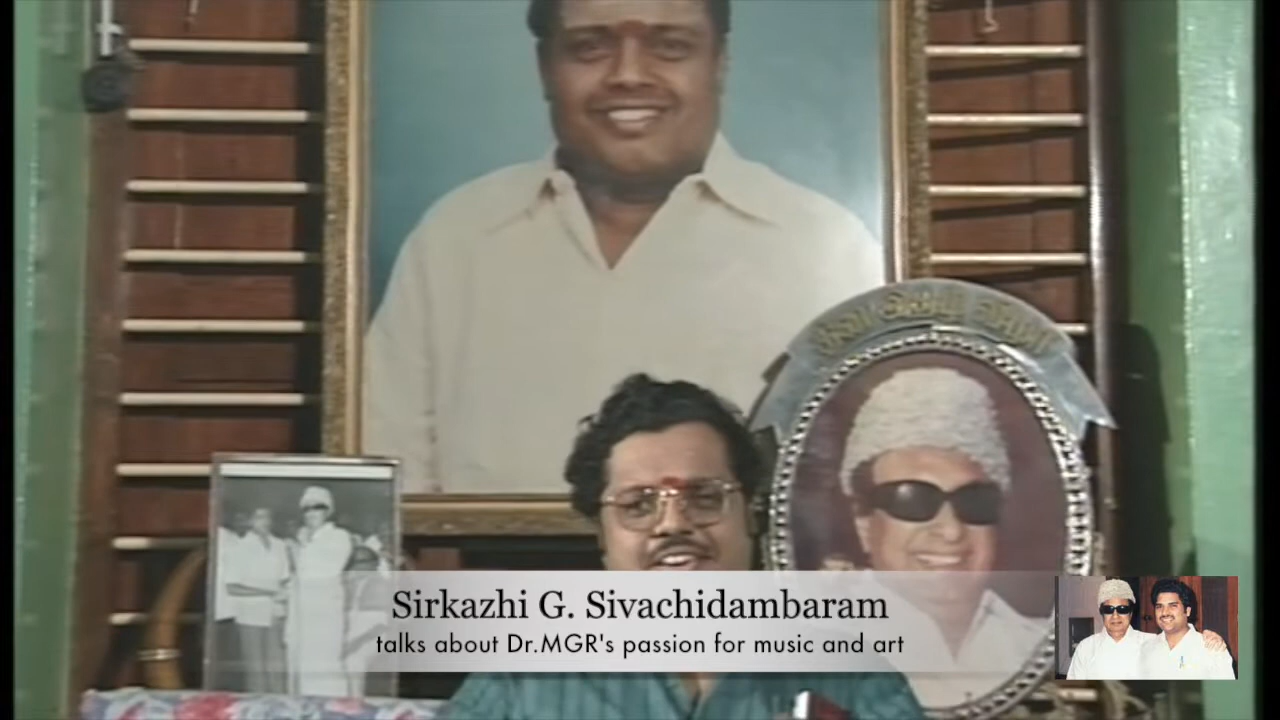 Sirkazhi G. Sivachidambaram
talks about Dr.MGR's passion for music and art